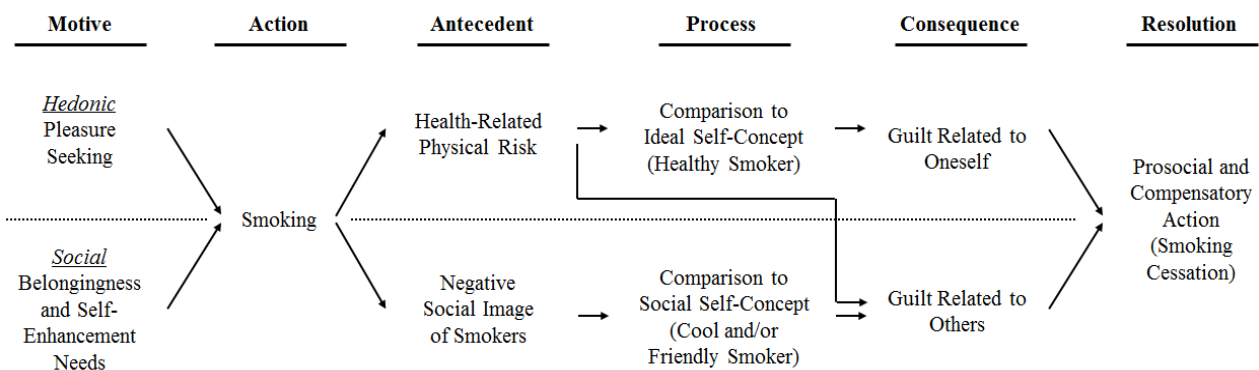 Motive
Action
Antecedent
Process
Consequence
Resolution
Hedonic
Pleasure
Seeking
Social
Belongingness
and Self-
Enhancement
Needs
Smoking
Health-Related
Physical Risk
Negative
Social Image
of Smokers
Comparison to
Ideal Self-Concept
(Healthy Smoker)
Comparison to
Social Self-Concept
(Cool and/or
Friendly Smoker)
Guilt Related to
Oneself
Guilt Related to
Others
Prosocial and
Compensatory
Action
(Smoking
Cessation)